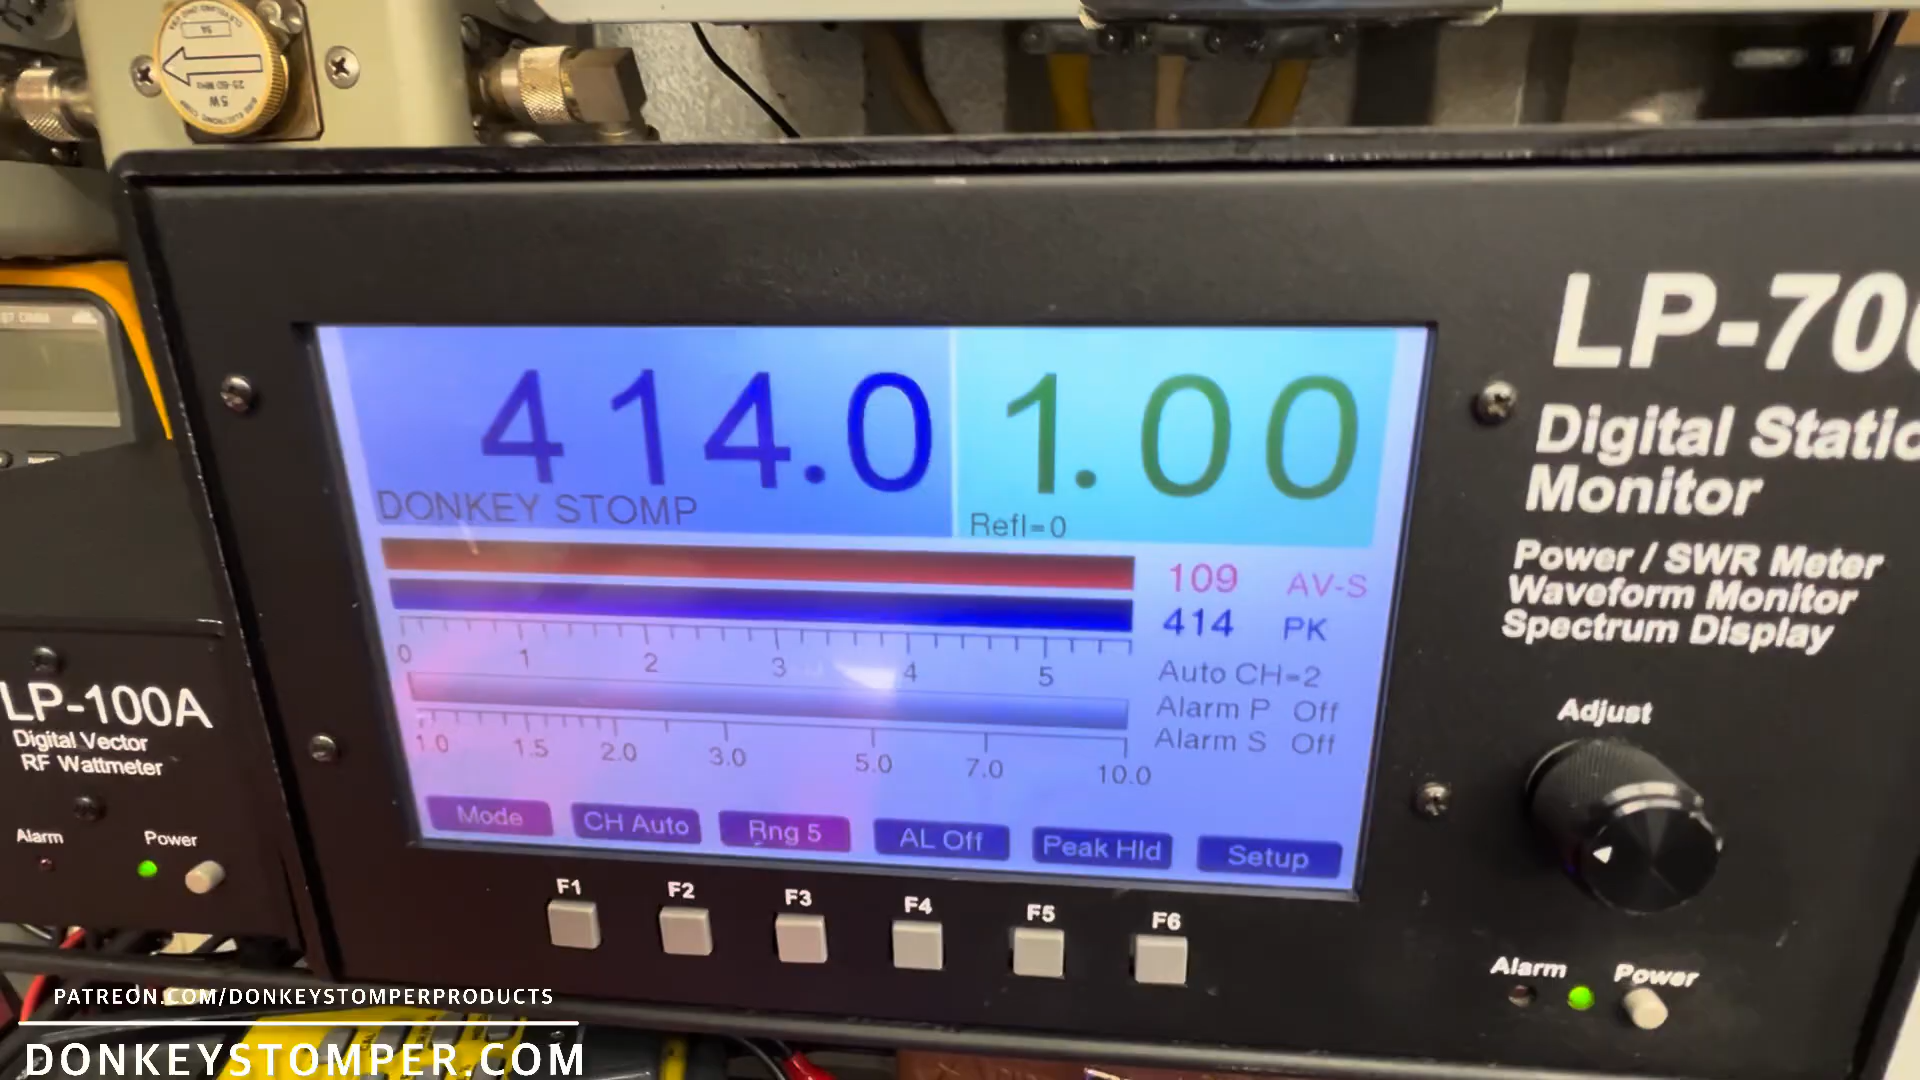 5W
25-60 MHz
LP-70
Digital Static
Monitor
Power / SWR Meter
Waveform Monitor
Spectrum Display
414.0
1.00
DONKEY STOMP
Refl=0
109 AV-S
414 PK
0 1 2 3 4 5
Auto CH=2
Alarm P Off
Alarm S Off
1.0 1.5 2.0 3.0 5.0 7.0 10.0
Mode CH Auto Rng 5 AL Off Peak Hld Setup
F1 F2 F3 F4 F5 F6
Adjust
Alarm Power
LP-100A
Digital Vector
RF Wattmeter
Alarm Power
PATREON.COM/DONKEYSTOMPERPRODUCTS
DONKEYSTOMPER.COM